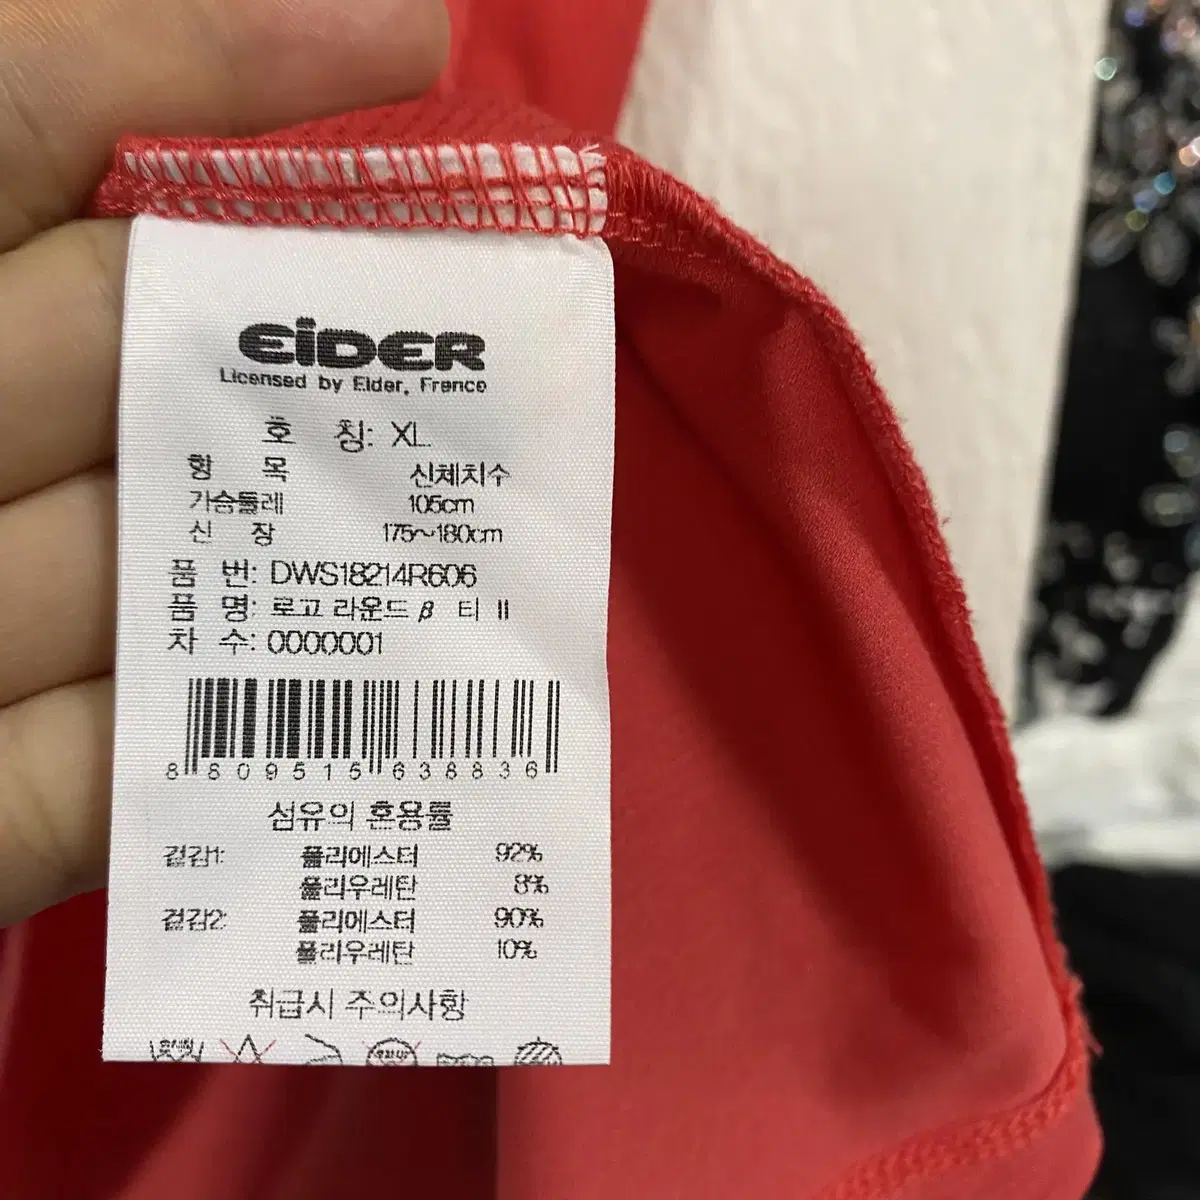 EiDER
Licensed by Eider, France
호 칭: XL
항 목 신체치수
가슴둘레 105cm
신 장 175~180cm
품 번: DWS18214R606
품 명: 로고 라운드 β 티 II
차 수: 0000001
8 809515 638836
섬유의 혼용률
겉감1: 폴리에스터 92%
폴리우레탄 8%
겉감2: 폴리에스터 90%
폴리우레탄 10%
취급시 주의사항